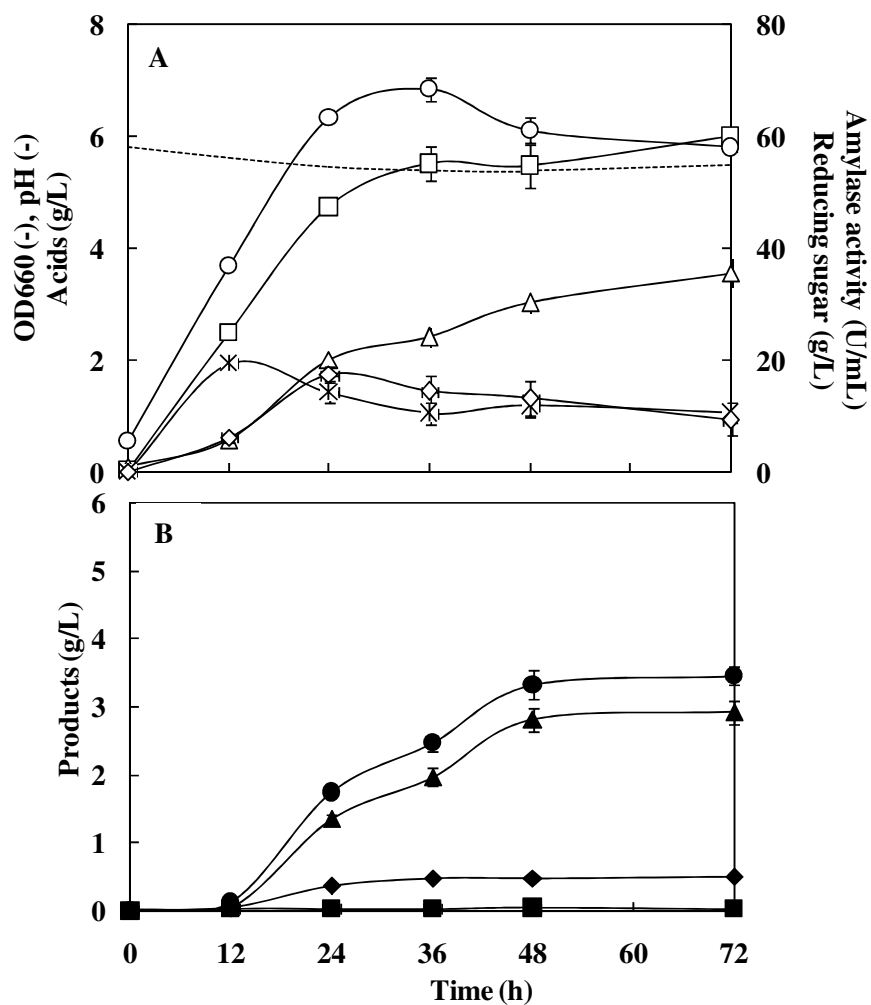 A
8
6
4
2
0
OD660 (-), pH (-)
Acids (g/L)
80
60
40
20
0
Amylase activity (U/mL)
Reducing sugar (g/L)
B
6
5
4
3
2
1
0
Products (g/L)
0 12 24 36 48 60 72
Time (h)